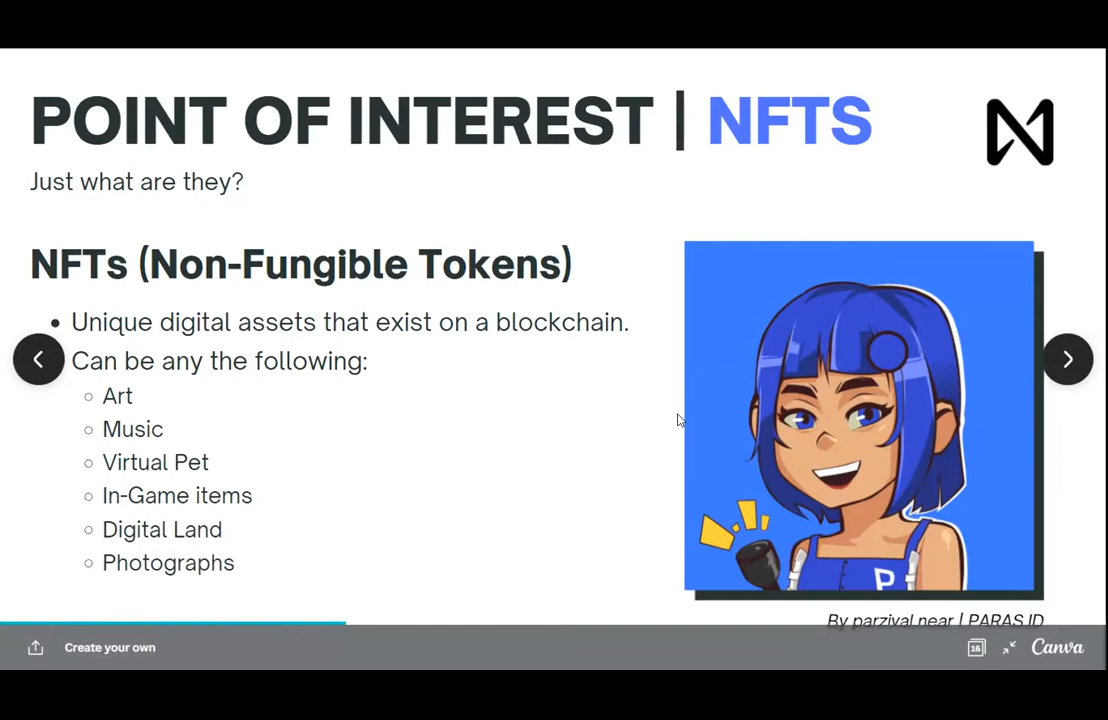 POINT OF INTEREST | NFTS
Just what are they?
NFTs (Non-Fungible Tokens)
• Unique digital assets that exist on a blockchain.
Can be any the following:
◦ Art
◦ Music
◦ Virtual Pet
◦ In-Game items
◦ Digital Land
◦ Photographs
P
By parzival.near | PARAS.ID
Create your own
16
Canva